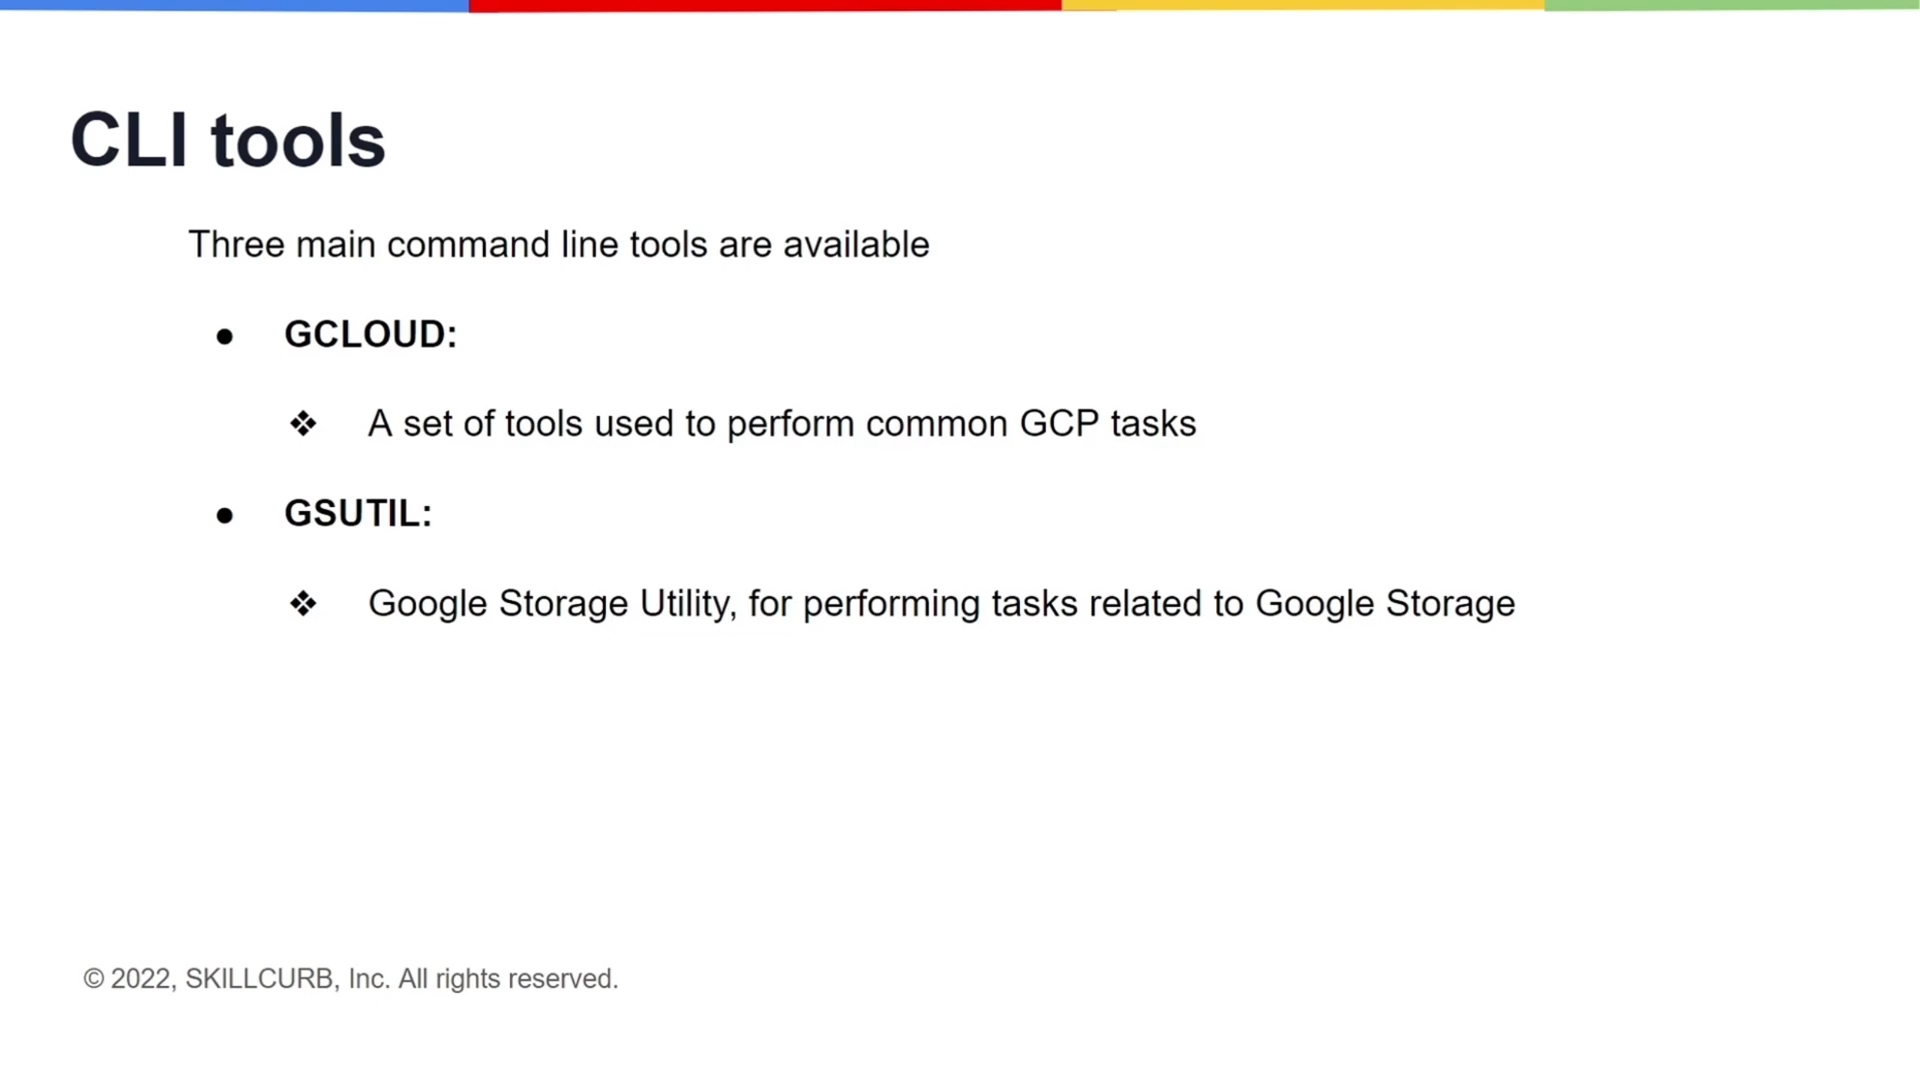 CLI tools
Three main command line tools are available
● GCLOUD:
❖ A set of tools used to perform common GCP tasks
● GSUTIL:
❖ Google Storage Utility, for performing tasks related to Google Storage
© 2022, SKILLCURB, Inc. All rights reserved.